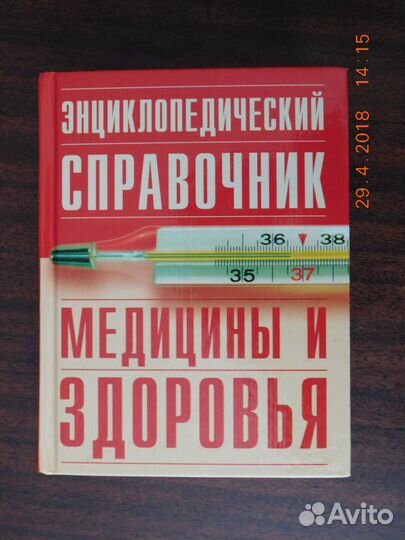 ЭНЦИКЛОПЕДИЧЕСКИЙ
СПРАВОЧНИК
36 38
35 37
МЕДИЦИНЫ И
ЗДОРОВЬЯ
29.4.2018 14:15
Avito